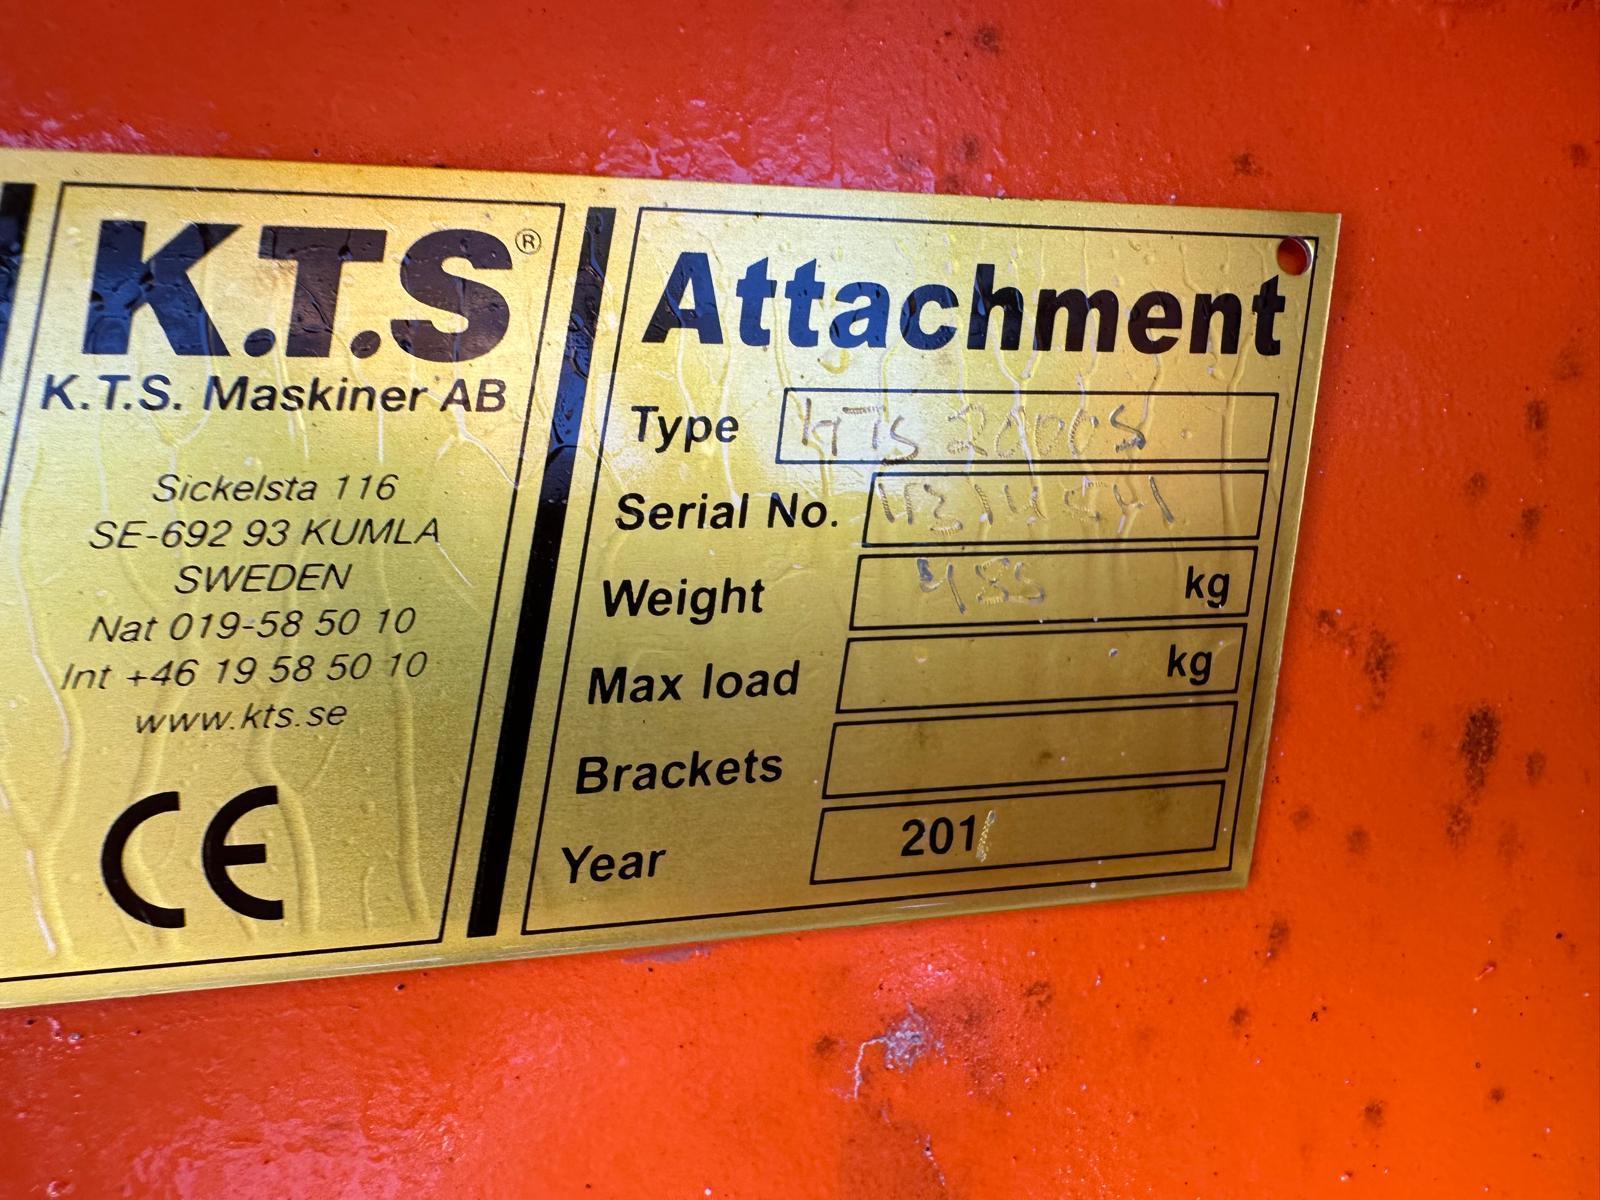 K.T.S®
K.T.S. Maskiner AB
Sickelsta 116
SE-692 93 KUMLA
SWEDEN
Nat 019-58 50 10
Int +46 19 58 50 10
www.kts.se
CE
Attachment
Type
Serial No.
Weight kg
Max load kg
Brackets
Year 2011